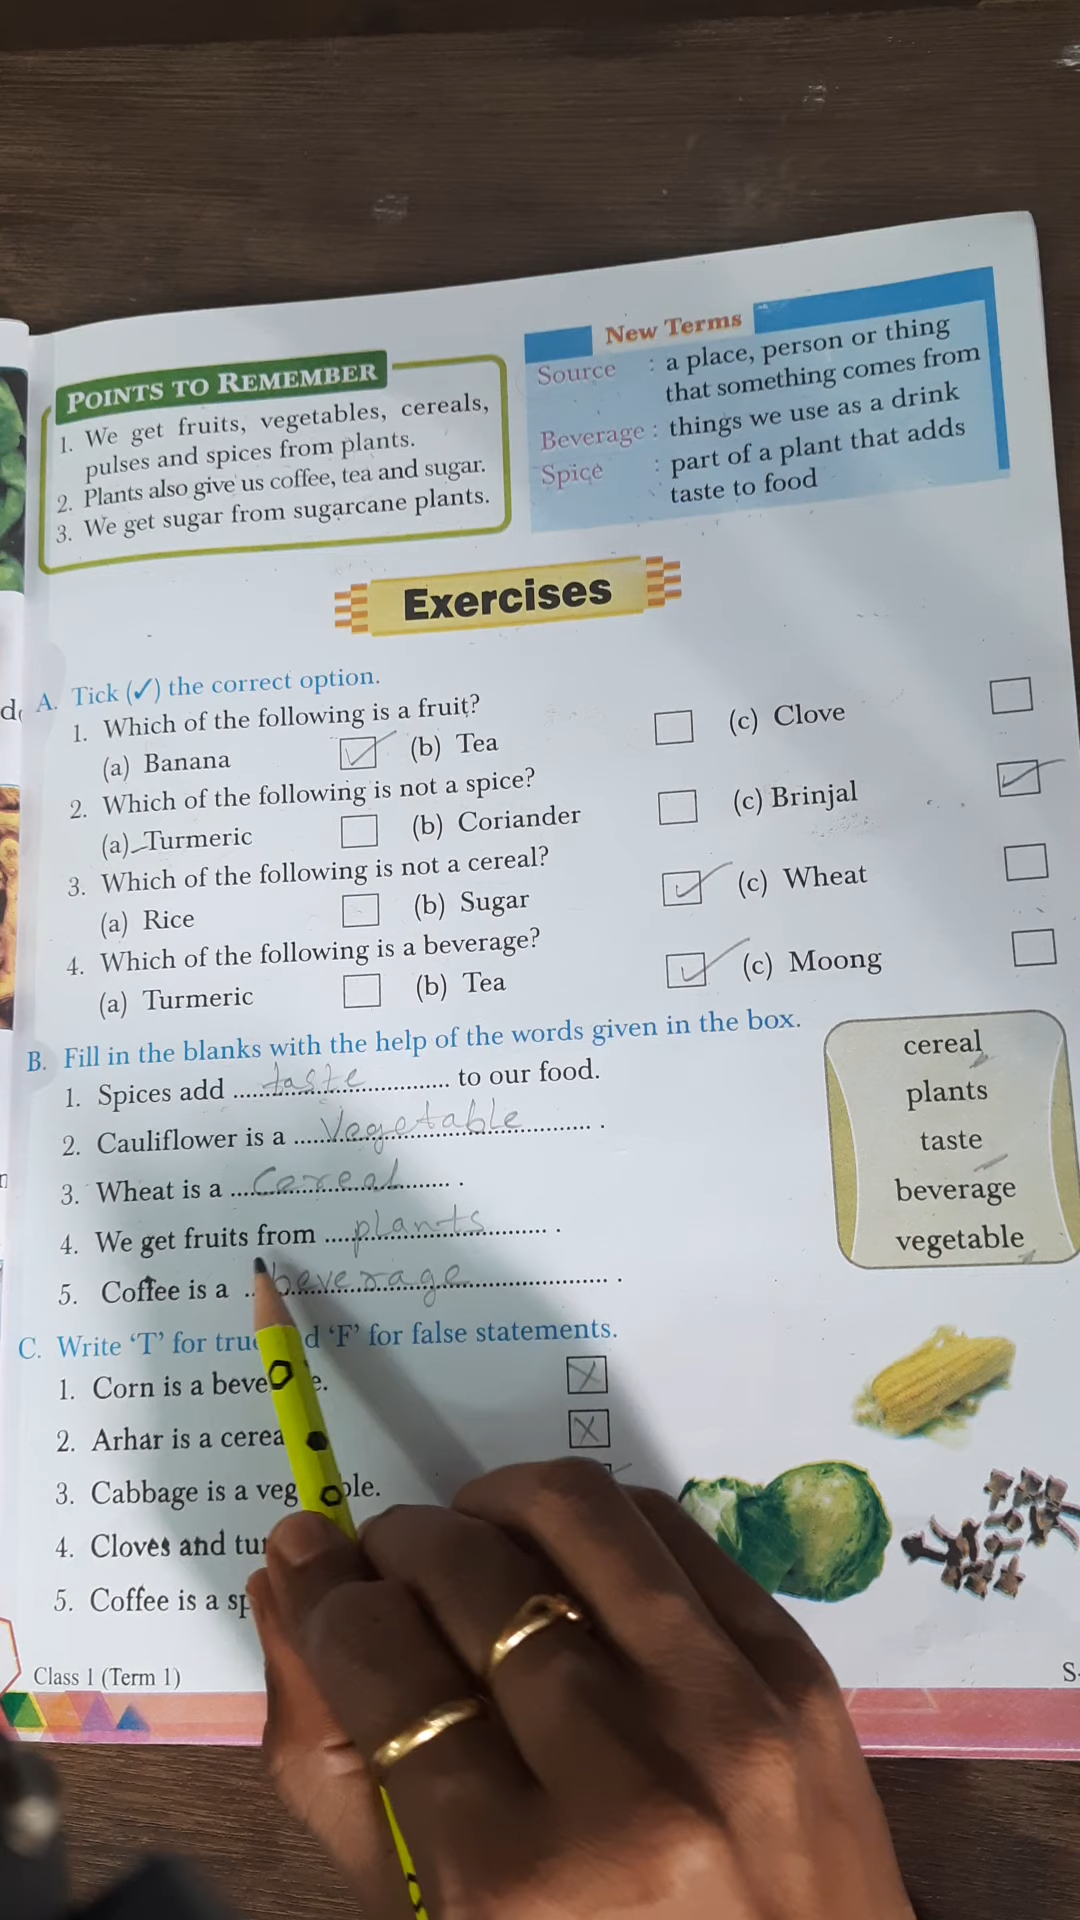 POINTS TO REMEMBER
1. We get fruits, vegetables, cereals,
pulses and spices from plants.
2. Plants also give us coffee, tea and sugar.
3. We get sugar from sugarcane plants.
New Terms
Source : a place, person or thing
that something comes from
Beverage : things we use as a drink
Spice : part of a plant that adds
taste to food
Exercises
A. Tick (✓) the correct option.
1. Which of the following is a fruit?
(a) Banana ✓ (b) Tea (c) Clove
2. Which of the following is not a spice?
(a) Turmeric (b) Coriander (c) Brinjal ✓
3. Which of the following is not a cereal?
(a) Rice (b) Sugar ✓ (c) Wheat
4. Which of the following is a beverage?
(a) Turmeric (b) Tea ✓ (c) Moong
B. Fill in the blanks with the help of the words given in the box.
1. Spices add taste to our food.
2. Cauliflower is a Vegetable.
3. Wheat is a Cereal.
4. We get fruits from plants.
5. Coffee is a beverage.
cereal
plants
taste
beverage
vegetable
C. Write ‘T’ for tru d ‘F’ for false statements.
1. Corn is a beve e. X
2. Arhar is a cerea X
3. Cabbage is a veg ble.
4. Cloves and tur
5. Coffee is a sp
Class 1 (Term 1)
S-